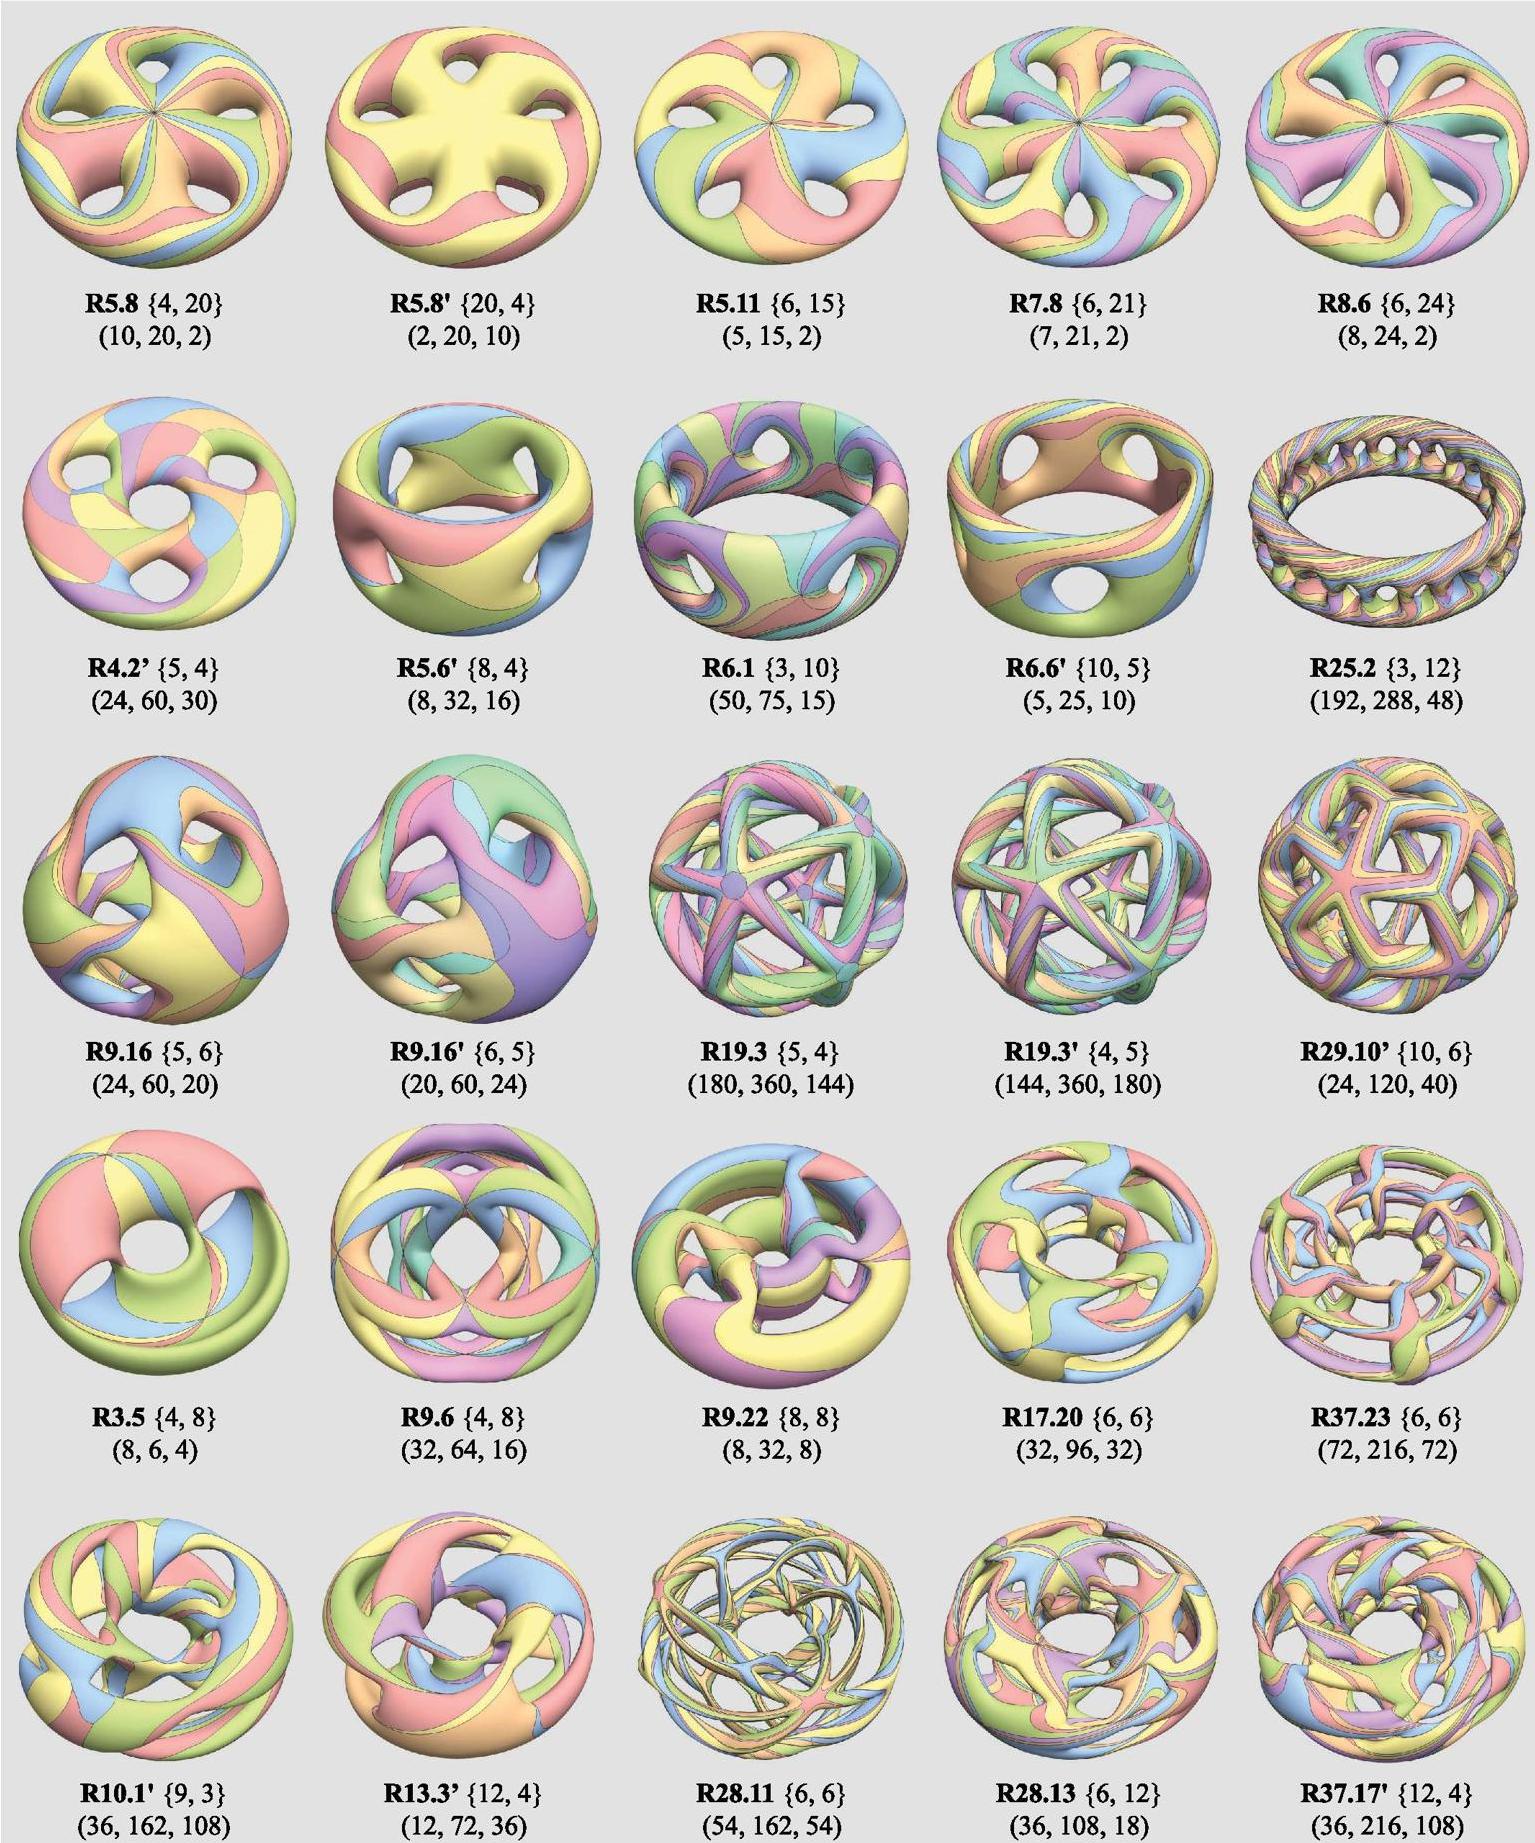 R5.8 {4, 20}
(10, 20, 2)
R5.8' {20, 4}
(2, 20, 10)
R5.11 {6, 15}
(5, 15, 2)
R7.8 {6, 21}
(7, 21, 2)
R8.6 {6, 24}
(8, 24, 2)
R4.2’ {5, 4}
(24, 60, 30)
R5.6' {8, 4}
(8, 32, 16)
R6.1 {3, 10}
(50, 75, 15)
R6.6' {10, 5}
(5, 25, 10)
R25.2 {3, 12}
(192, 288, 48)
R9.16 {5, 6}
(24, 60, 20)
R9.16' {6, 5}
(20, 60, 24)
R19.3 {5, 4}
(180, 360, 144)
R19.3' {4, 5}
(144, 360, 180)
R29.10’ {10, 6}
(24, 120, 40)
R3.5 {4, 8}
(8, 6, 4)
R9.6 {4, 8}
(32, 64, 16)
R9.22 {8, 8}
(8, 32, 8)
R17.20 {6, 6}
(32, 96, 32)
R37.23 {6, 6}
(72, 216, 72)
R10.1' {9, 3}
(36, 162, 108)
R13.3’ {12, 4}
(12, 72, 36)
R28.11 {6, 6}
(54, 162, 54)
R28.13 {6, 12}
(36, 108, 18)
R37.17' {12, 4}
(36, 216, 108)